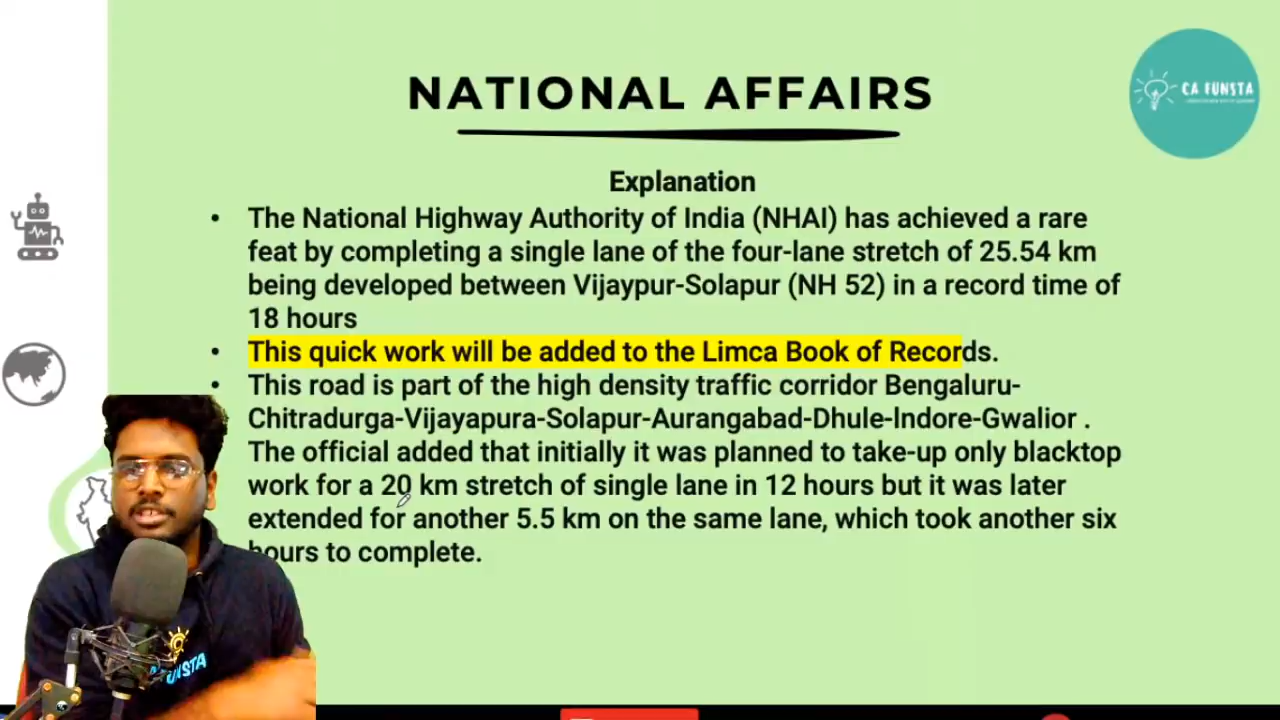 NATIONAL AFFAIRS
CA FUNSTA
Explanation
• The National Highway Authority of India (NHAI) has achieved a rare
feat by completing a single lane of the four-lane stretch of 25.54 km
being developed between Vijaypur-Solapur (NH 52) in a record time of
18 hours
• This quick work will be added to the Limca Book of Records.
• This road is part of the high density traffic corridor Bengaluru-
Chitradurga-Vijayapura-Solapur-Aurangabad-Dhule-Indore-Gwalior .
The official added that initially it was planned to take-up only blacktop
work for a 20 km stretch of single lane in 12 hours but it was later
extended for another 5.5 km on the same lane, which took another six
hours to complete.